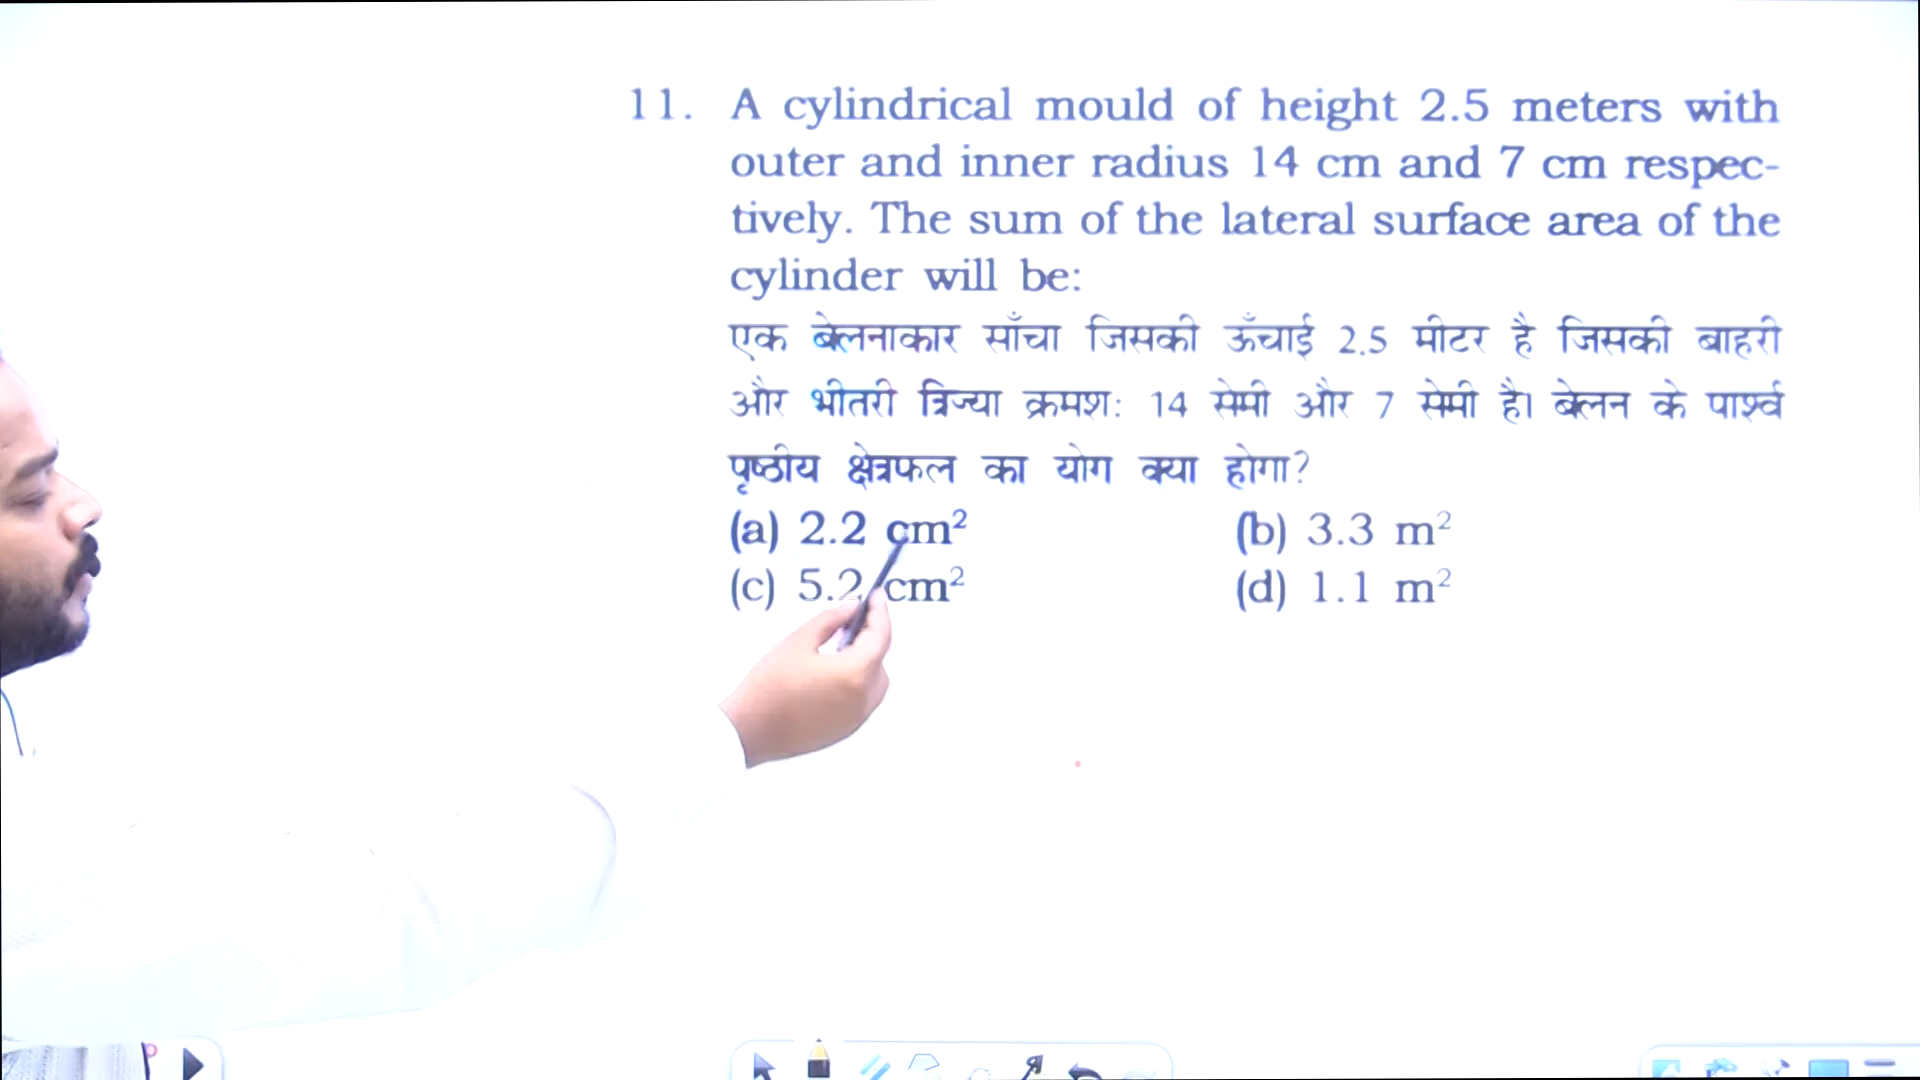 11. A cylindrical mould of height 2.5 meters with
outer and inner radius 14 cm and 7 cm respec-
tively. The sum of the lateral surface area of the
cylinder will be:
एक बेलनाकार साँचा जिसकी ऊँचाई 2.5 मीटर है जिसकी बाहरी
और भीतरी त्रिज्या क्रमश: 14 सेमी और 7 सेमी है। बेलन के पार्श्व
पृष्ठीय क्षेत्रफल का योग क्या होगा?
(a) 2.2 cm² (b) 3.3 m²
(c) 5.2 cm² (d) 1.1 m²